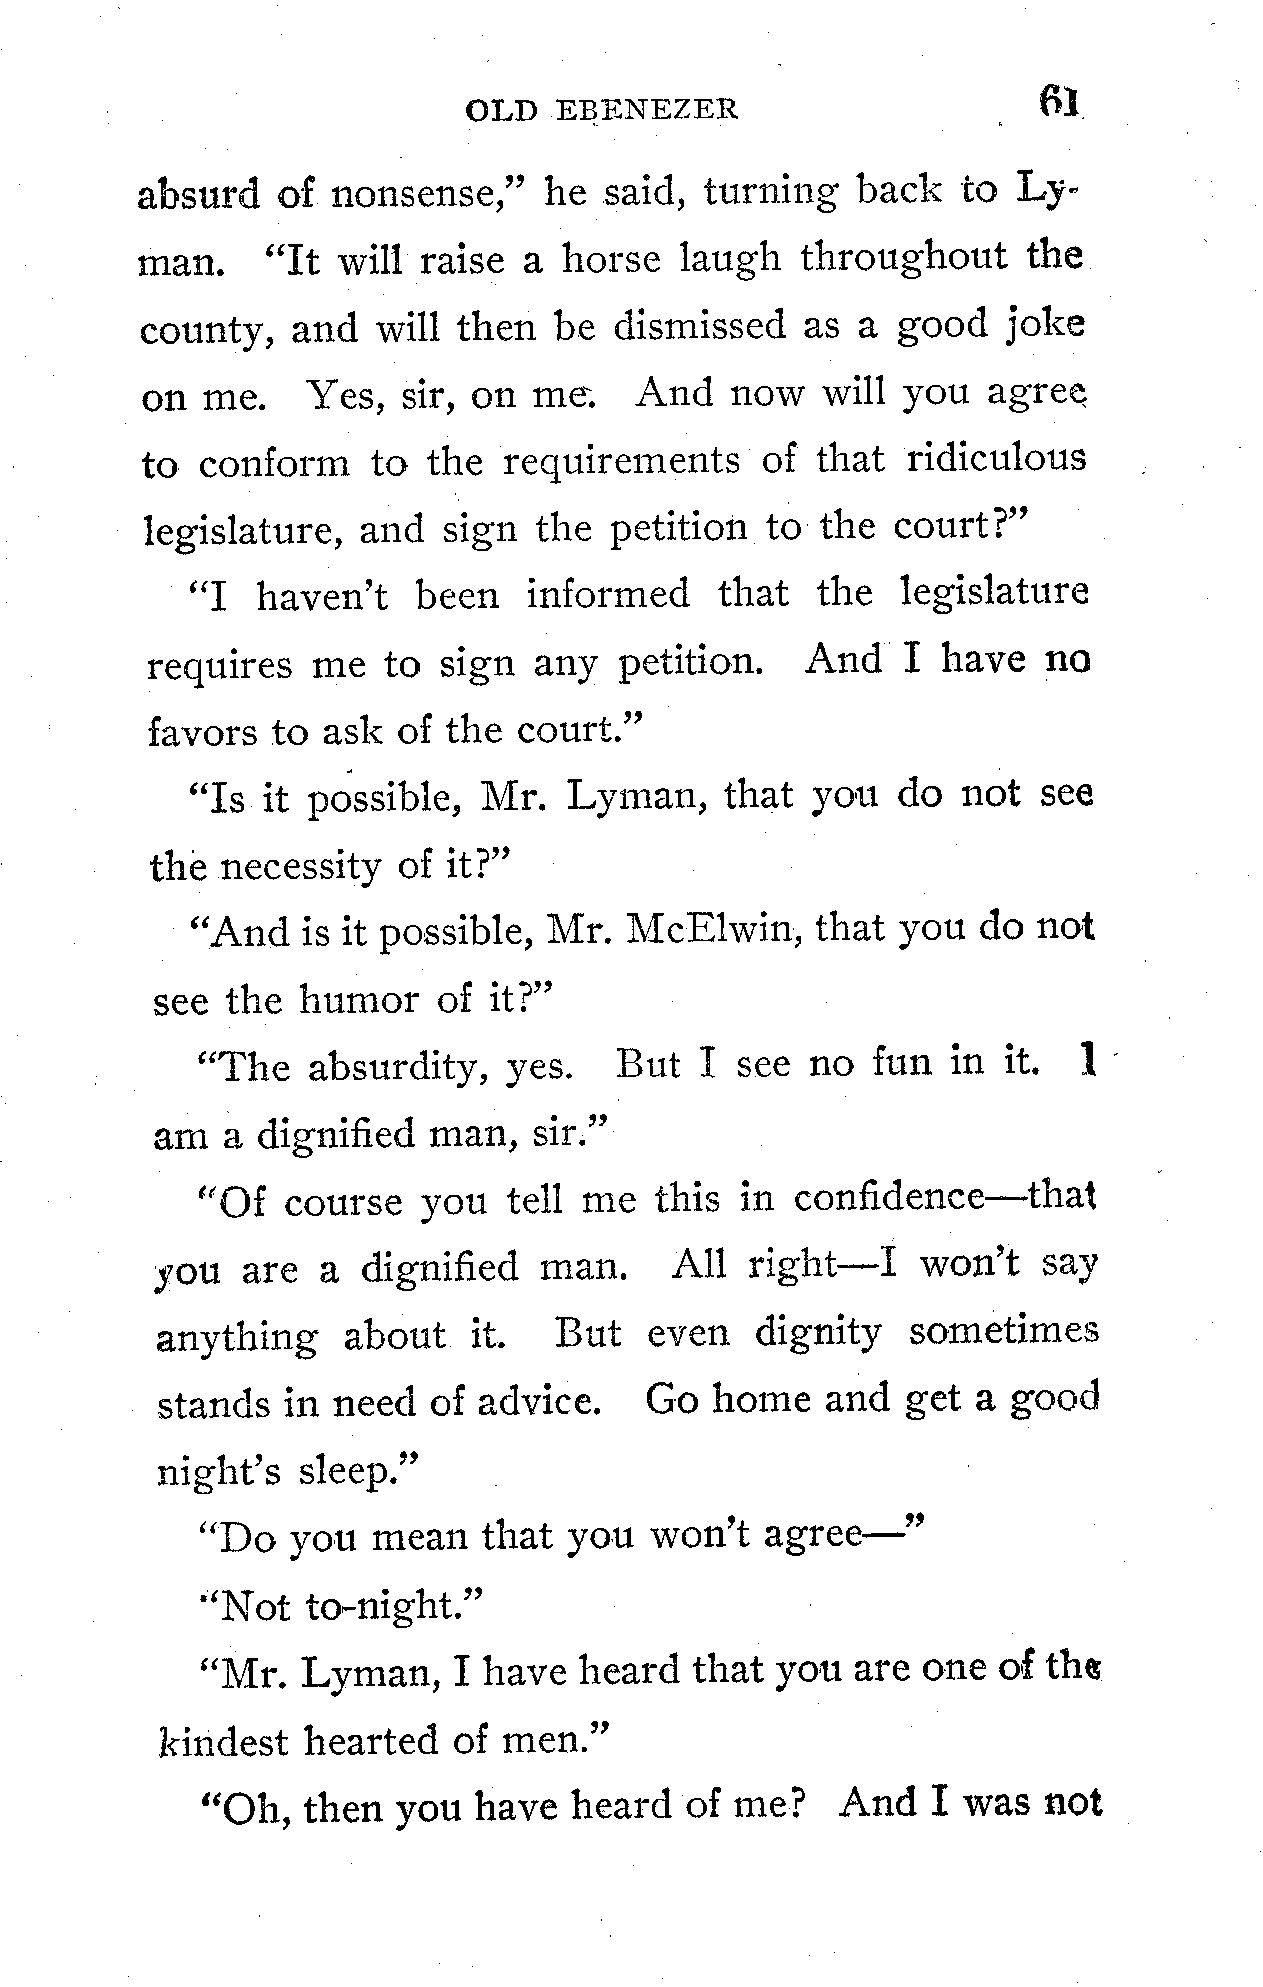 OLD EBENEZER 61
absurd of nonsense,” he said, turning back to Ly-
man. “It will raise a horse laugh throughout the
county, and will then be dismissed as a good joke
on me. Yes, sir, on me. And now will you agree
to conform to the requirements of that ridiculous
legislature, and sign the petition to the court?”
“I haven’t been informed that the legislature
requires me to sign any petition. And I have no
favors to ask of the court.”
“Is it possible, Mr. Lyman, that you do not see
the necessity of it?”
“And is it possible, Mr. McElwin, that you do not
see the humor of it?”
“The absurdity, yes. But I see no fun in it. I
am a dignified man, sir.”
“Of course you tell me this in confidence—that
you are a dignified man. All right—I won’t say
anything about it. But even dignity sometimes
stands in need of advice. Go home and get a good
night’s sleep.”
“Do you mean that you won’t agree—”
“Not to-night.”
“Mr. Lyman, I have heard that you are one of the
kindest hearted of men.”
“Oh, then you have heard of me? And I was not